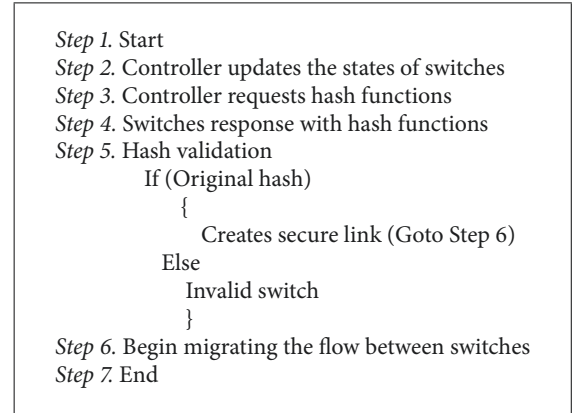 Step 1. Start
Step 2. Controller updates the states of switches
Step 3. Controller requests hash functions
Step 4. Switches response with hash functions
Step 5. Hash validation
If (Original hash)
{
Creates secure link (Goto Step 6)
Else
Invalid switch
}
Step 6. Begin migrating the flow between switches
Step 7. End